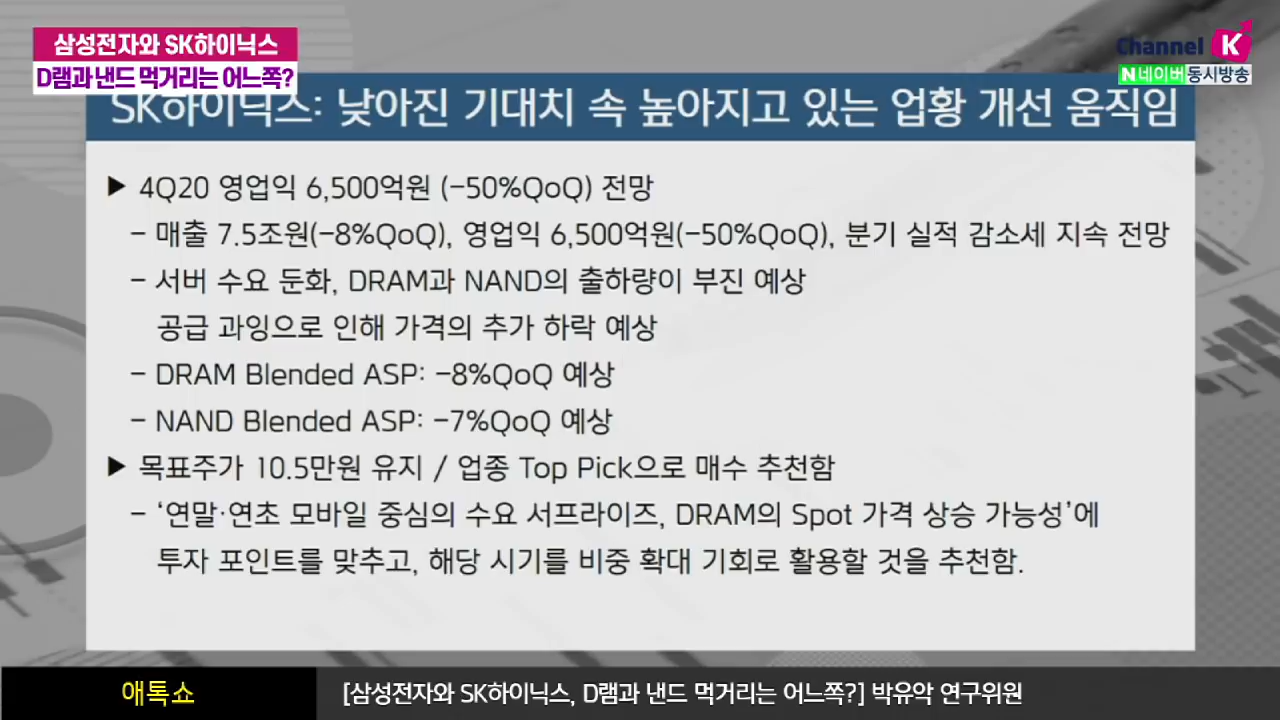 삼성전자와 SK하이닉스
D램과 낸드 먹거리는 어느쪽?
Channel K
N 네이버 동시방송
SK하이닉스: 낮아진 기대치 속 높아지고 있는 업황 개선 움직임
▶ 4Q20 영업익 6,500억원 (-50%QoQ) 전망
- 매출 7.5조원(-8%QoQ), 영업익 6,500억원(-50%QoQ), 분기 실적 감소세 지속 전망
- 서버 수요 둔화, DRAM과 NAND의 출하량이 부진 예상
공급 과잉으로 인해 가격의 추가 하락 예상
- DRAM Blended ASP: -8%QoQ 예상
- NAND Blended ASP: -7%QoQ 예상
▶ 목표주가 10.5만원 유지 / 업종 Top Pick으로 매수 추천함
- ‘연말·연초 모바일 중심의 수요 서프라이즈, DRAM의 Spot 가격 상승 가능성’에
투자 포인트를 맞추고, 해당 시기를 비중 확대 기회로 활용할 것을 추천함.
애톡쇼
[삼성전자와 SK하이닉스, D램과 낸드 먹거리는 어느쪽?] 박유악 연구위원